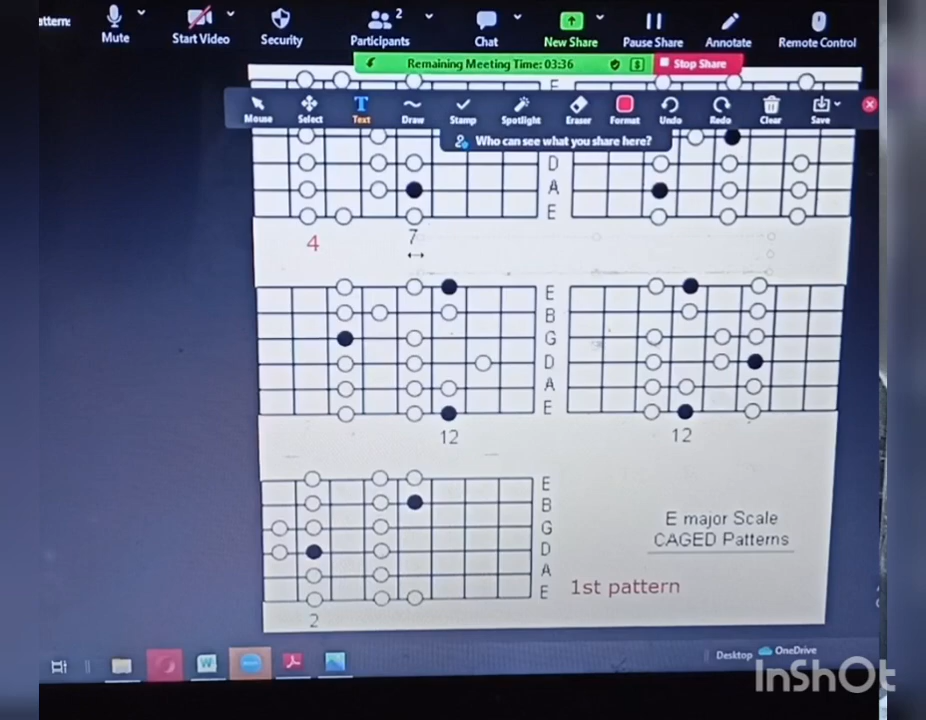 Mute
Start Video
Security
Participants
2
Chat
New Share
Pause Share
Annotate
Remote Control
Remaining Meeting Time: 03:36
Stop Share
E
Mouse
Select
T
Text
Draw
Stamp
Spotlight
Eraser
Format
Undo
Redo
Clear
Save
Who can see what you share here?
D
A
E
4
7
E
B
G
D
A
E
12
12
E
B
G
D
A
E
2
E major Scale
CAGED Patterns
1st pattern
W
Desktop
OneDrive
InShOt